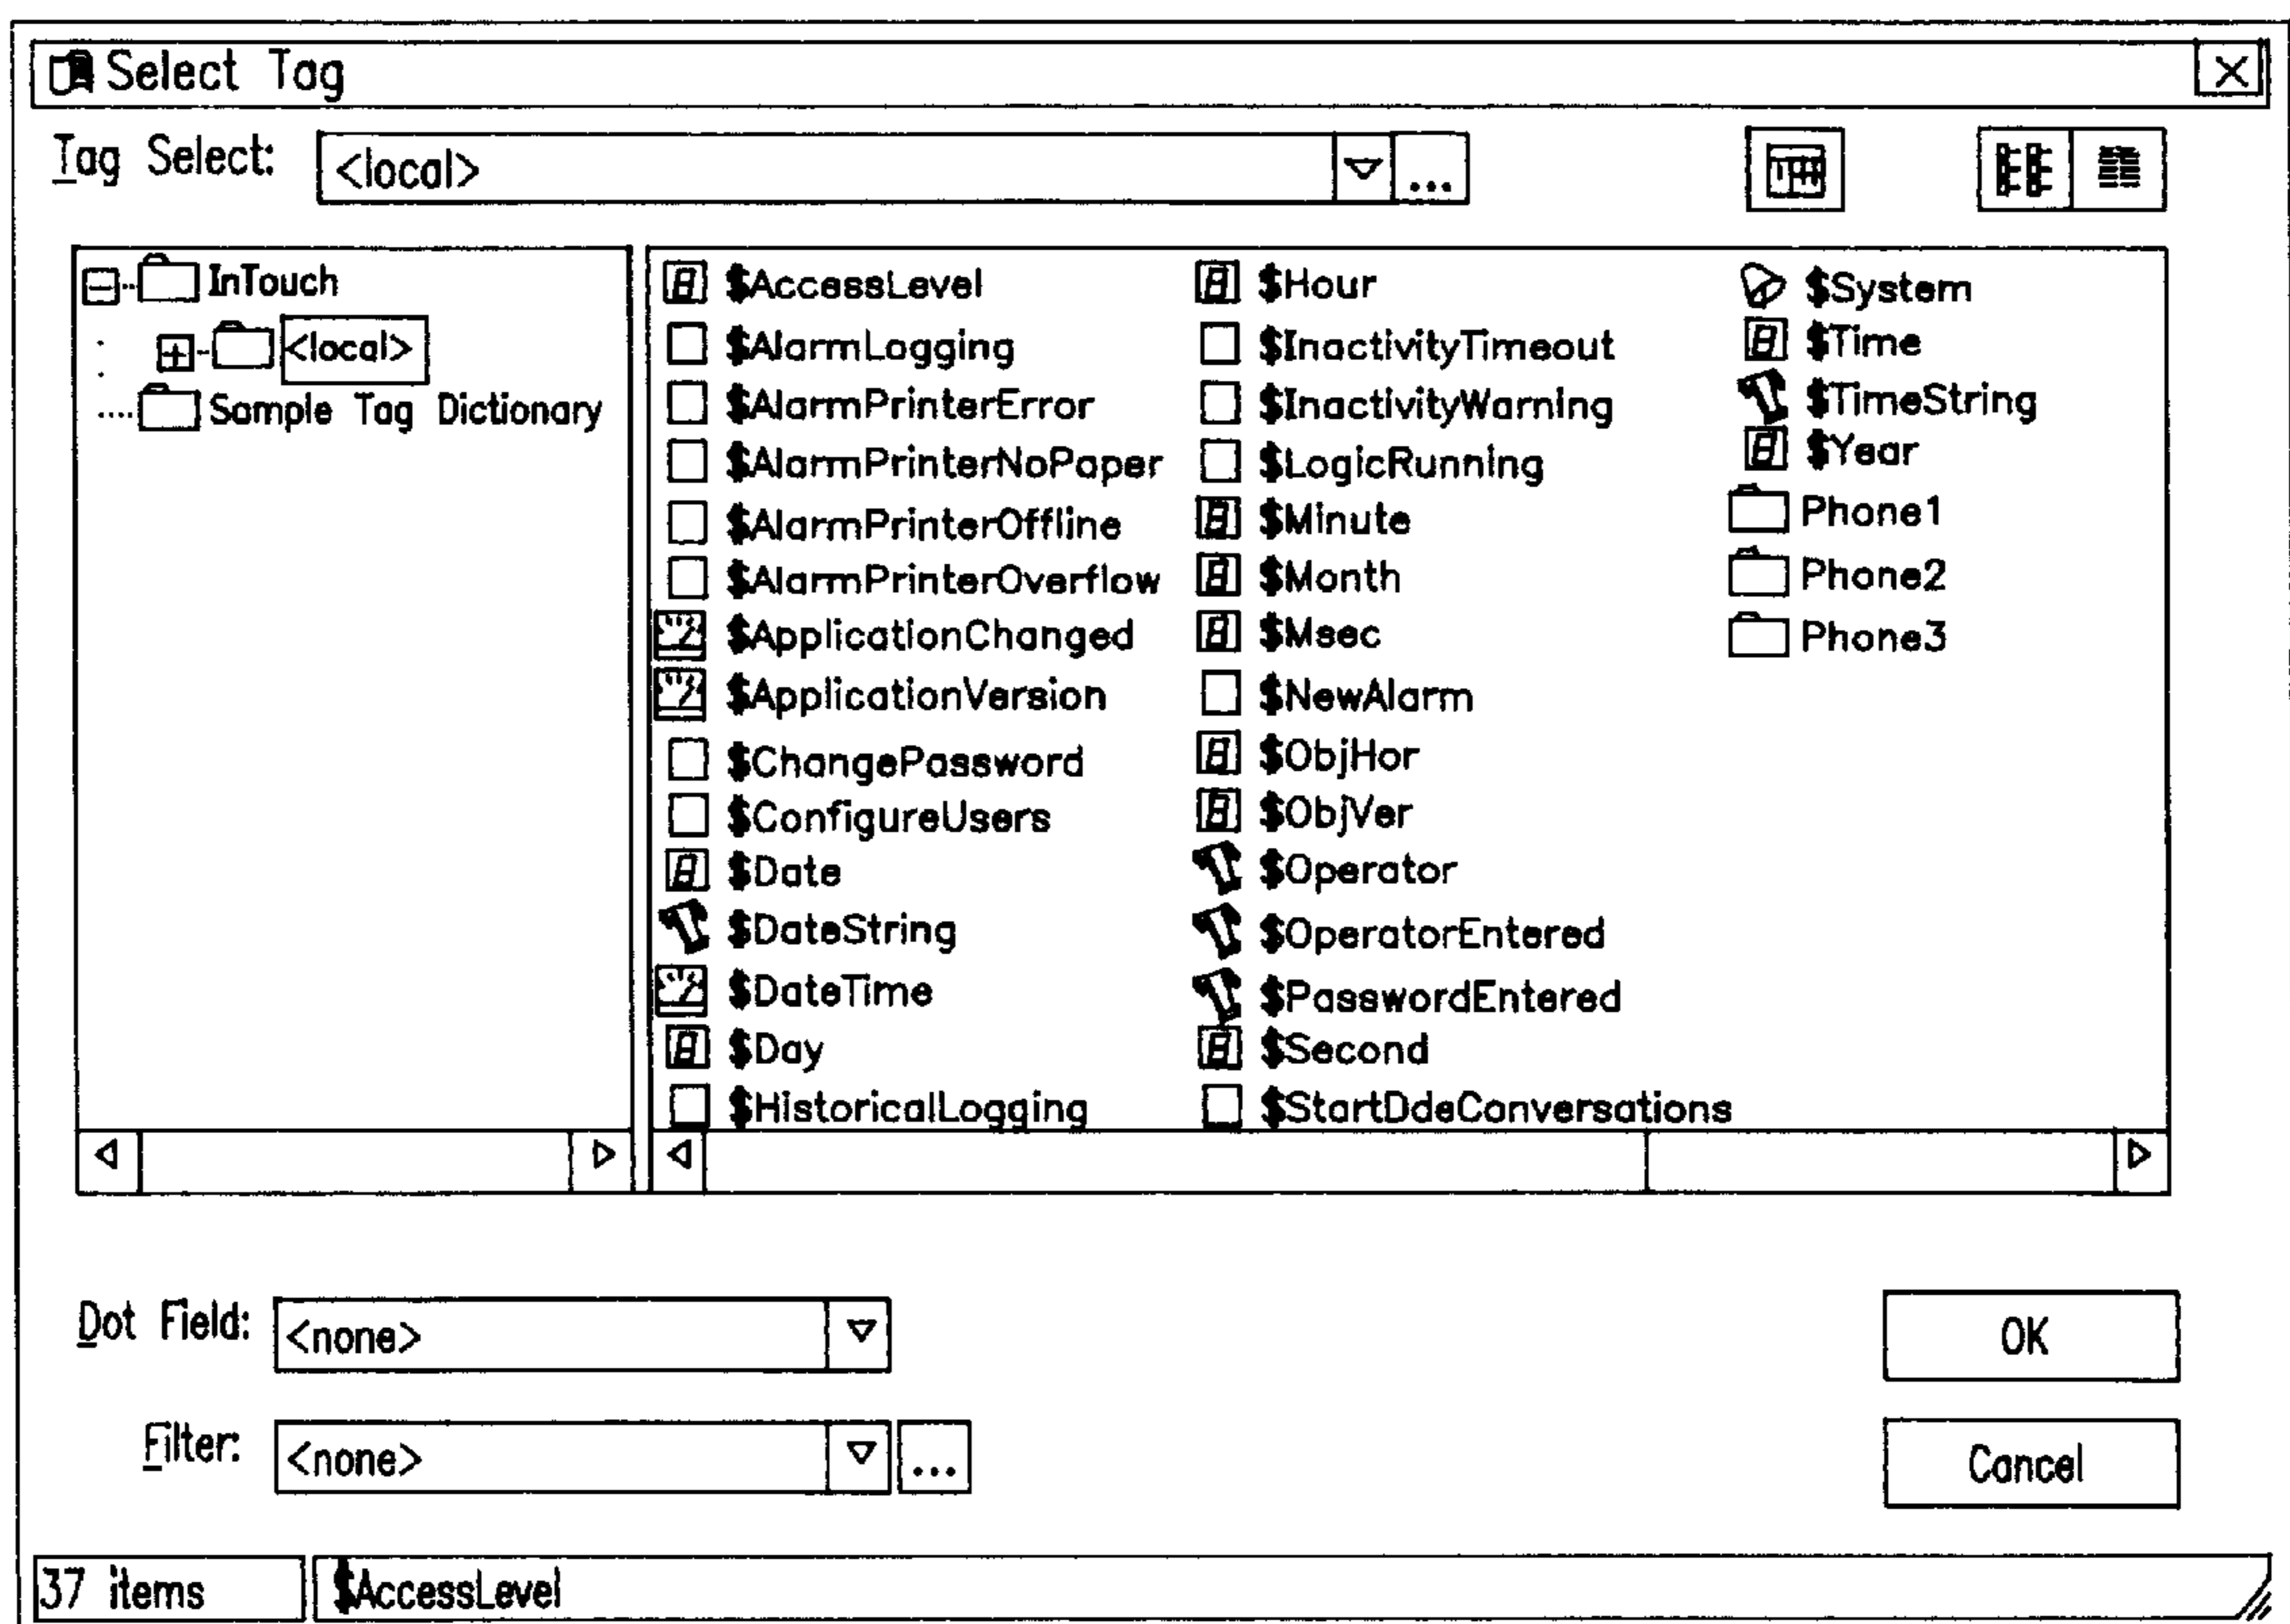 Select Tag
Tag Select: <local> ...
InTouch
<local>
Sample Tag Dictionary
$AccessLevel
$AlarmLogging
$AlarmPrinterError
$AlarmPrinterNoPaper
$AlarmPrinterOffline
$AlarmPrinterOverflow
$ApplicationChanged
$ApplicationVersion
$ChangePassword
$ConfigureUsers
$Date
$DateString
$DateTime
$Day
$HistoricalLogging
$Hour
$InactivityTimeout
$InactivityWarning
$LogicRunning
$Minute
$Month
$Msec
$NewAlarm
$ObjHor
$ObjVer
$Operator
$OperatorEntered
$PasswordEntered
$Second
$StartDdeConversations
$System
$Time
$TimeString
$Year
Phone1
Phone2
Phone3
Dot Field: <none>
OK
Filter: <none> ...
Cancel
37 items
$AccessLevel